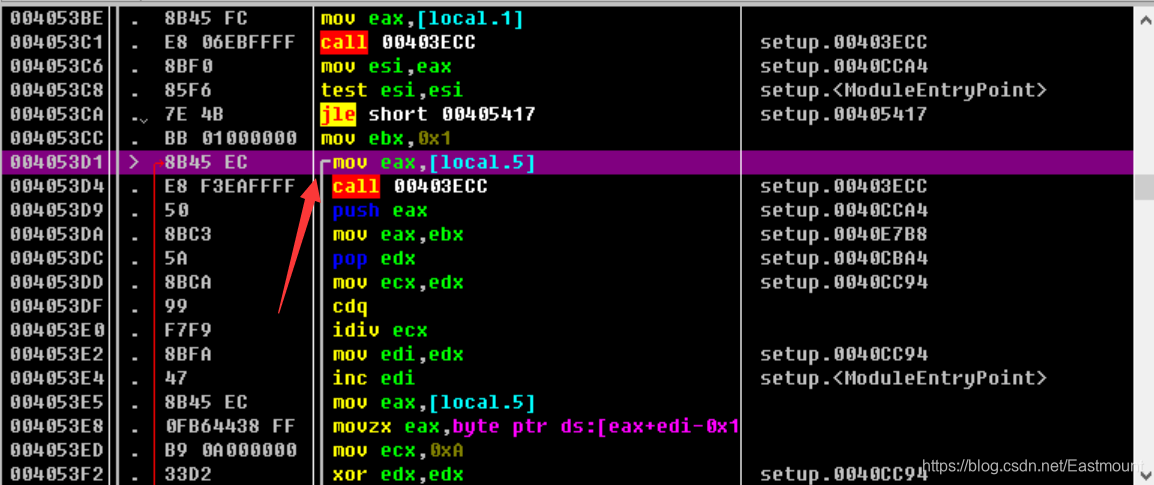 004053BE . 8B45 FC mov eax,[local.1]
004053C1 . E8 06EBFFFF call 00403ECC setup.00403ECC
004053C6 . 8BF0 mov esi,eax setup.0040CCA4
004053C8 . 85F6 test esi,esi setup.<ModuleEntryPoint>
004053CA . 7E 4B jle short 00405417 setup.00405417
004053CC . BB 01000000 mov ebx,0x1
004053D1 > 8B45 EC mov eax,[local.5]
004053D4 . E8 F3EAFFFF call 00403ECC setup.00403ECC
004053D9 . 50 push eax setup.0040CCA4
004053DA . 8BC3 mov eax,ebx setup.0040E7B8
004053DC . 5A pop edx setup.0040CBA4
004053DD . 8BCA mov ecx,edx setup.0040CC94
004053DF . 99 cdq
004053E0 . F7F9 idiv ecx
004053E2 . 8BFA mov edi,edx setup.0040CC94
004053E4 . 47 inc edi setup.<ModuleEntryPoint>
004053E5 . 8B45 EC mov eax,[local.5]
004053E8 . 0FB64438 FF movzx eax,byte ptr ds:[eax+edi-0x1
004053ED . B9 0A000000 mov ecx,0xA
004053F2 . 33D2 xor edx,edx setup.0040CC94
https://blog.csdn.net/Eastmount